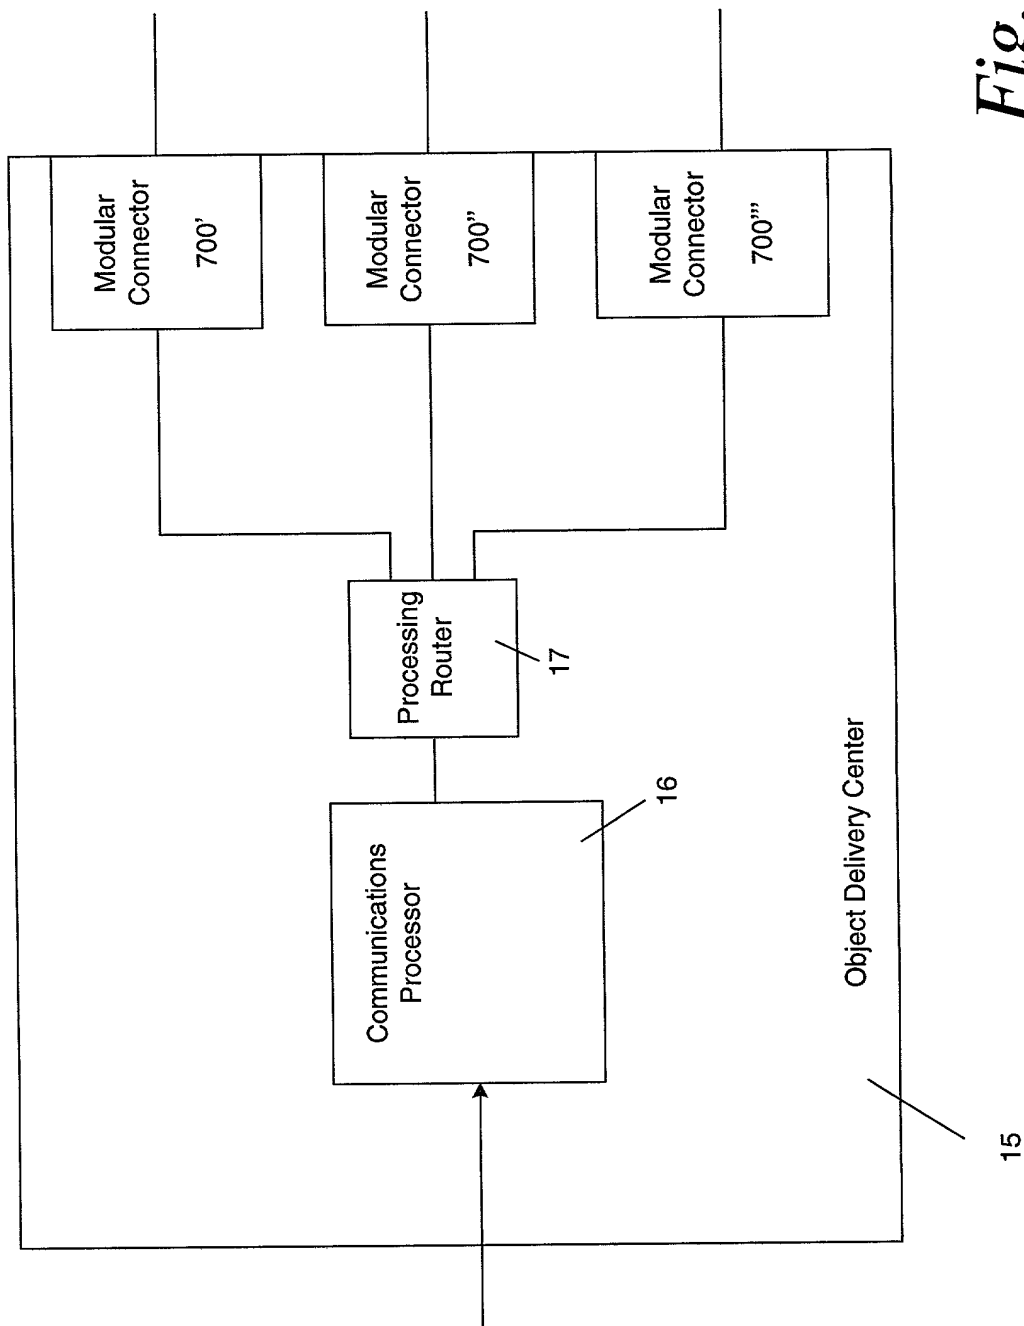 Modular
Connector
700'
Modular
Connector
700''
Modular
Connector
700'''
Processing
Router
17
Communications
Processor
16
Object Delivery Center
15
Fig.